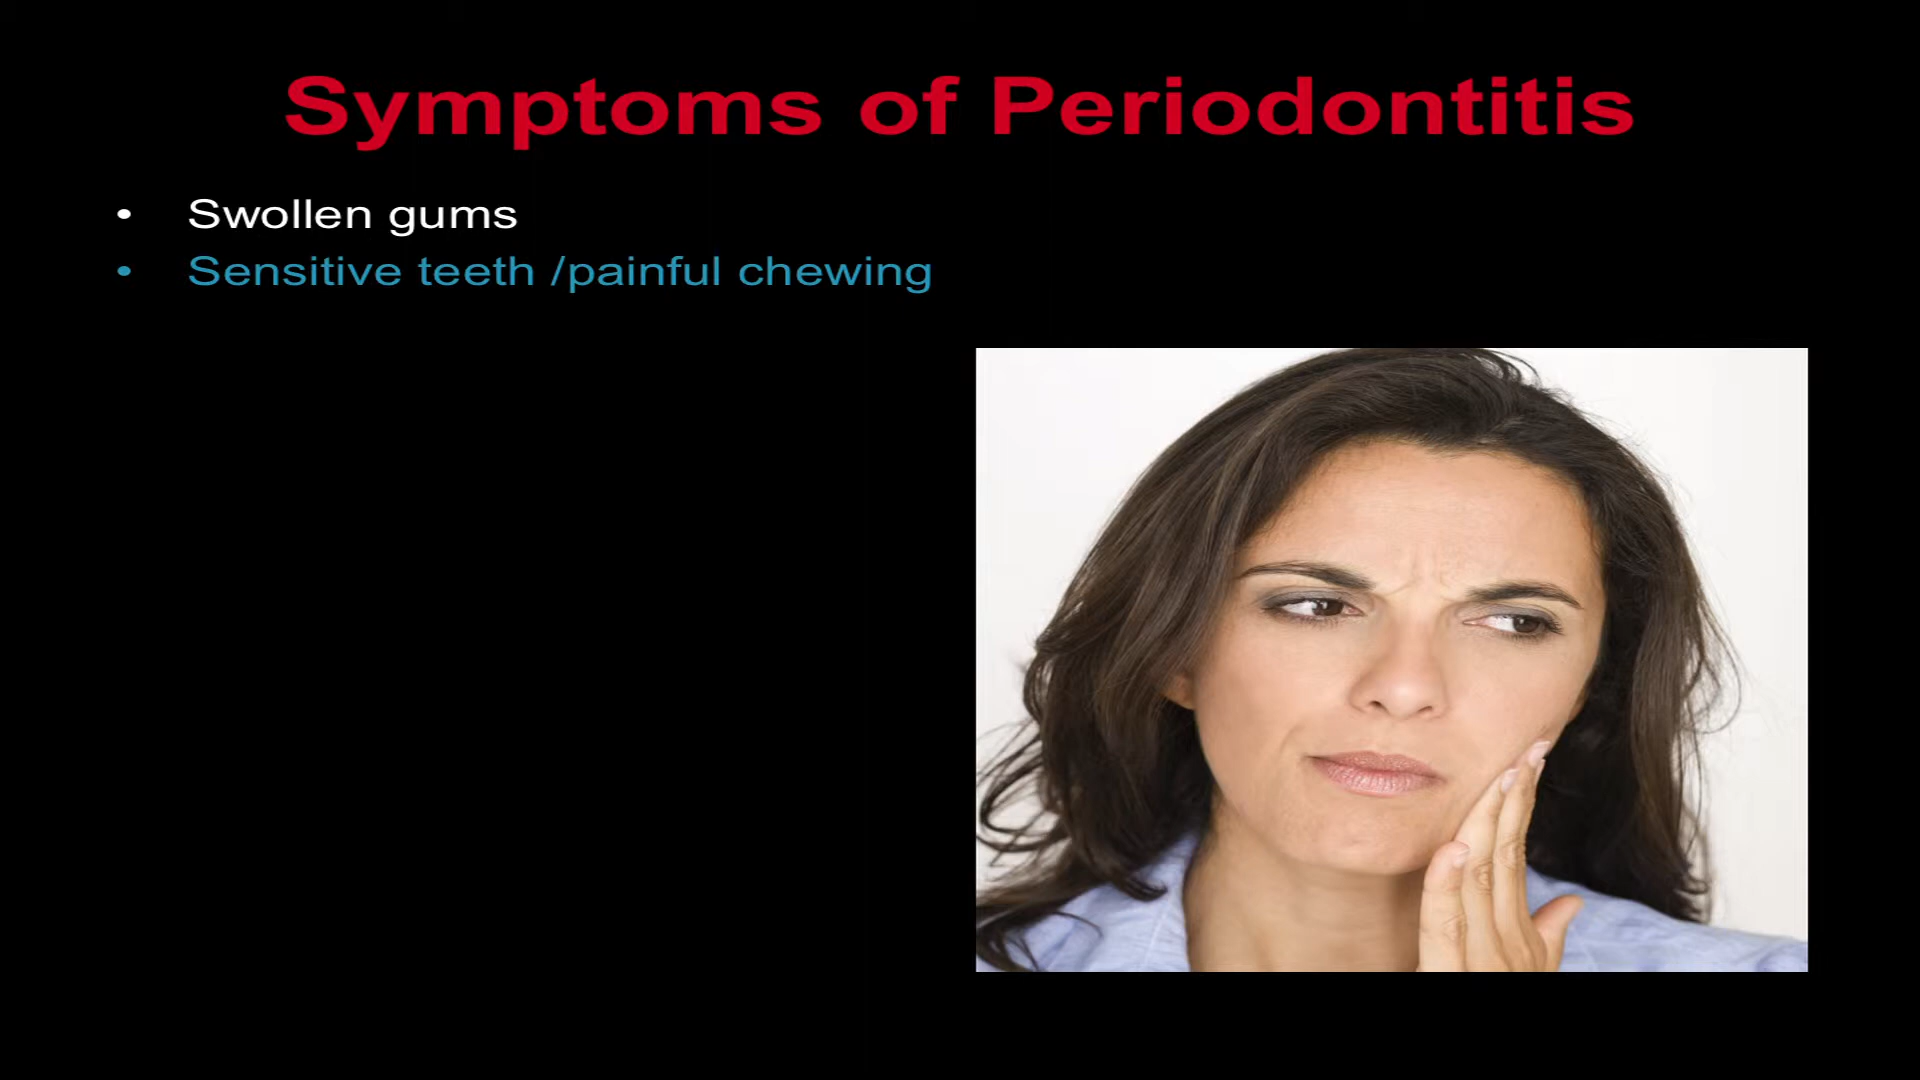 Symptoms of Periodontitis
• Swollen gums
• Sensitive teeth /painful chewing